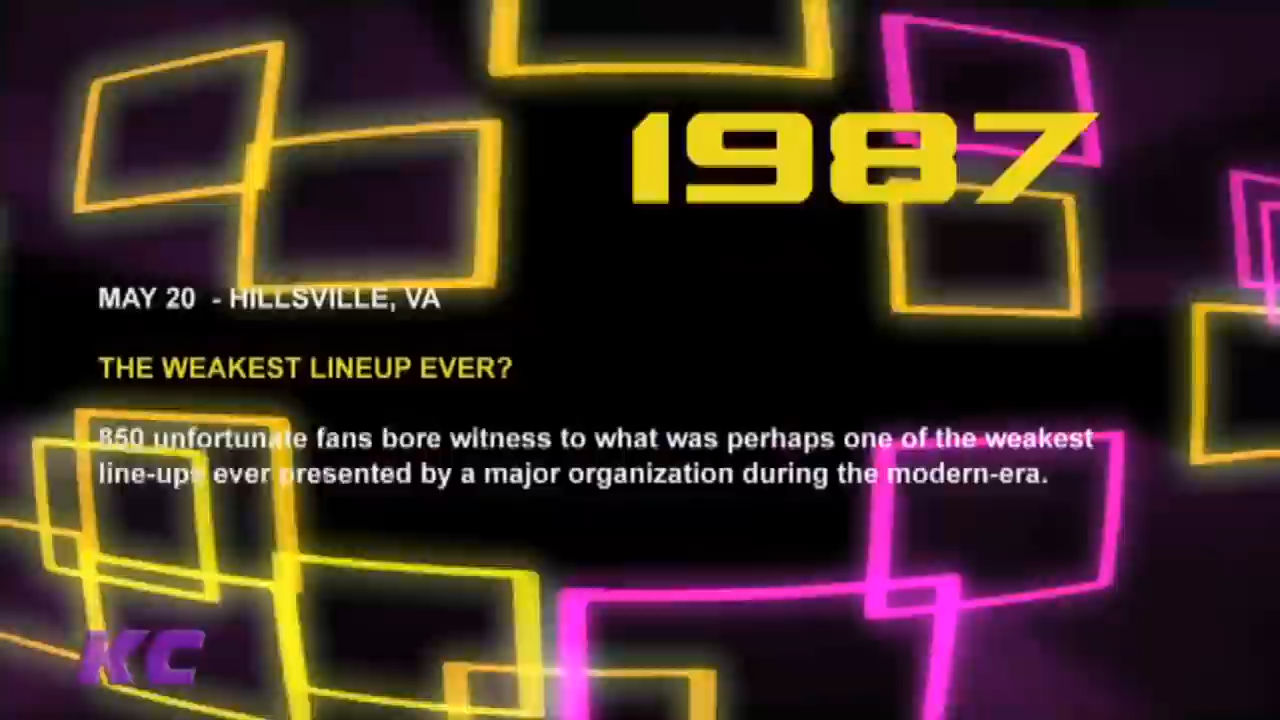 1987
MAY 20  - HILLSVILLE, VA
THE WEAKEST LINEUP EVER?
850 unfortunate fans bore witness to what was perhaps one of the weakest
line-ups ever presented by a major organization during the modern-era.
KC